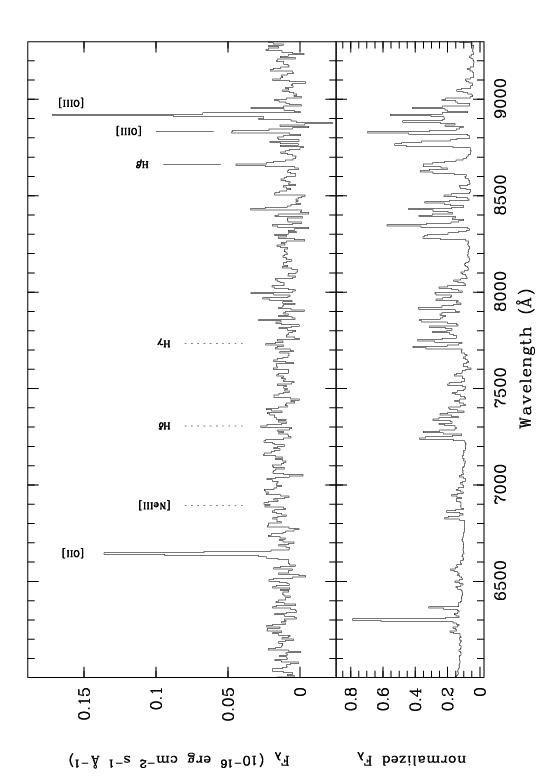 [OIII]
[OIII]
Hβ
Hγ
Hδ
[NeIII]
[OII]
0.15
0.1
0.05
0
F_λ (10⁻¹⁶ erg cm⁻² s⁻¹ Å⁻¹)
0.8
0.6
0.4
0.2
0
normalized F_λ
6500
7000
7500
8000
8500
9000
Wavelength (Å)